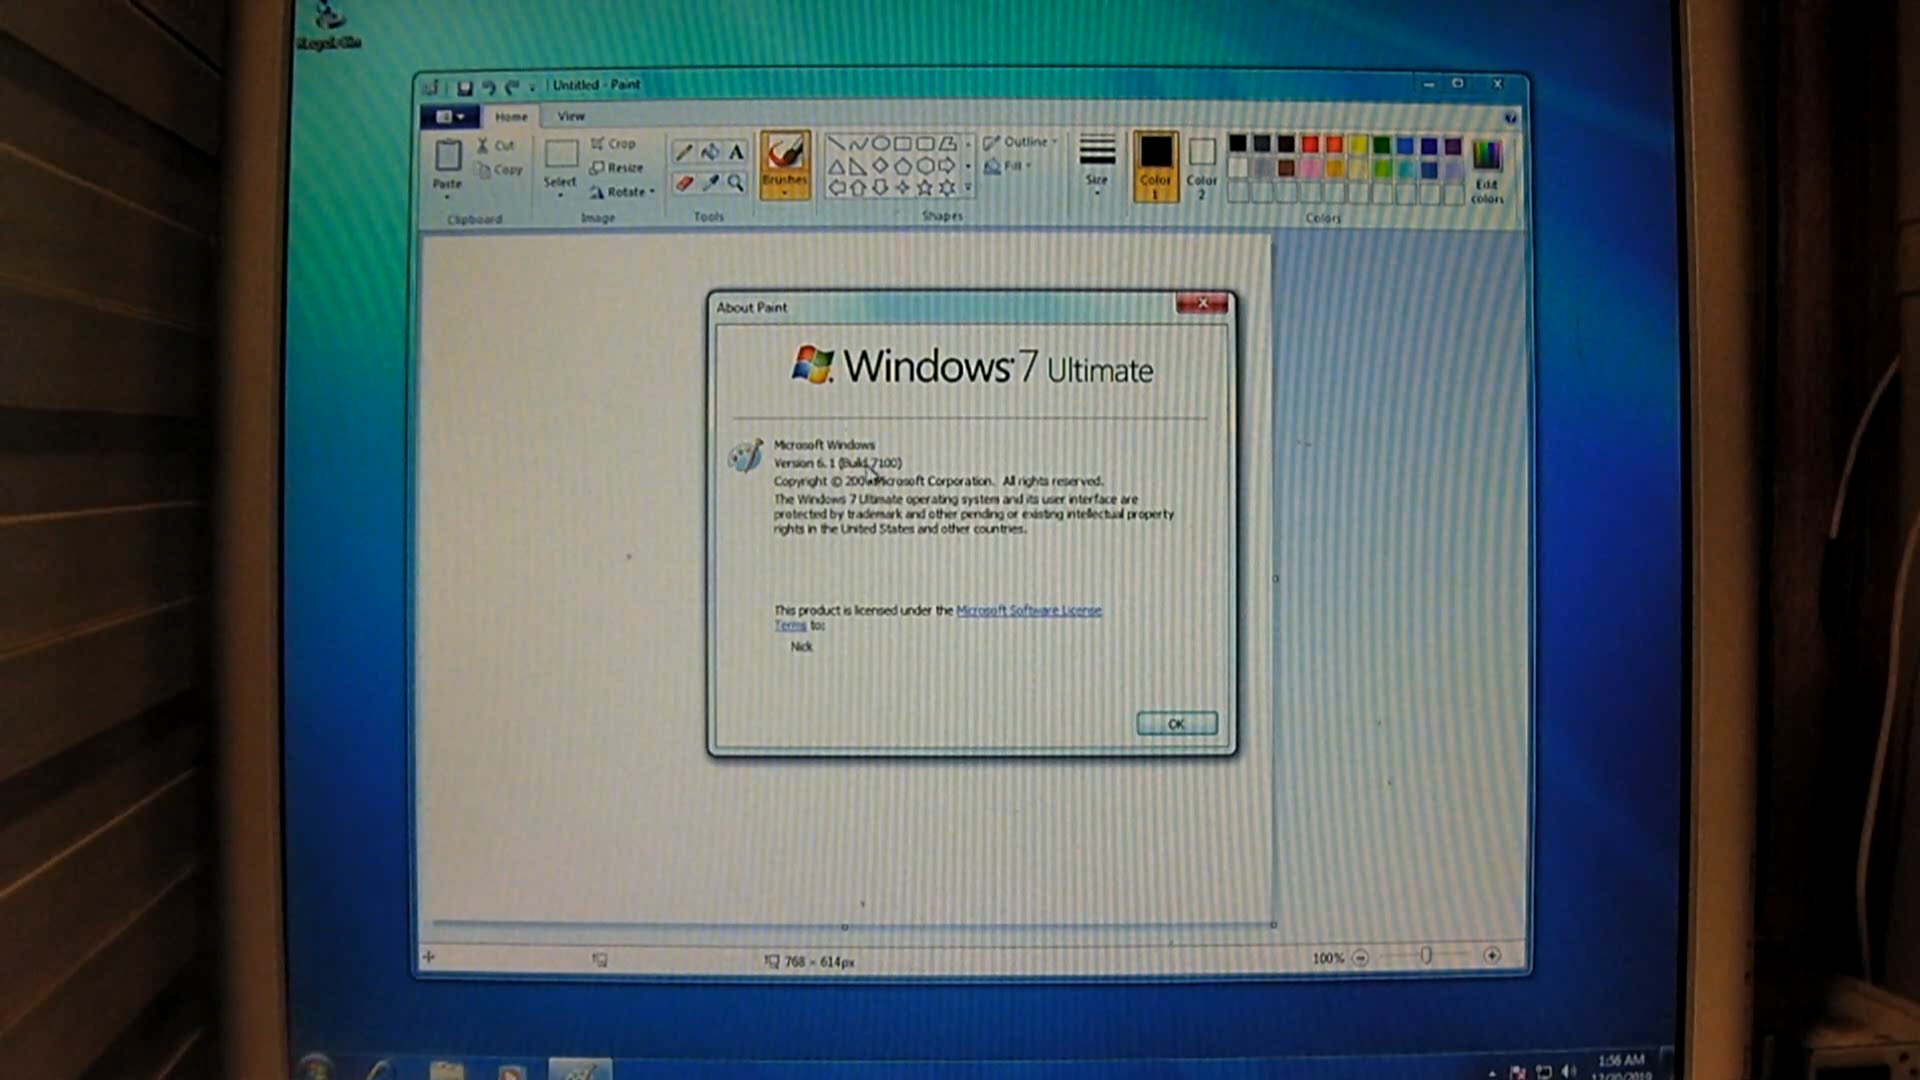 Untitled - Paint
Home View
Cut
Copy
Paste
Clipboard
Crop
Resize
Rotate
Select
Image
A
Tools
Brushes
Outline
Fill
Shapes
Size
Color 1
Color 2
Edit colors
Colors
About Paint
Windows 7 Ultimate
Microsoft Windows
Version 6.1 (Build 7100)
Copyright © Microsoft Corporation. All rights reserved.
The Windows 7 Ultimate operating system and its user interface are
protected by trademark and other pending or existing intellectual property
rights in the United States and other countries.
This product is licensed under the Microsoft Software License
Terms to:
Nick
OK
768 × 614px
100%
1:56 AM